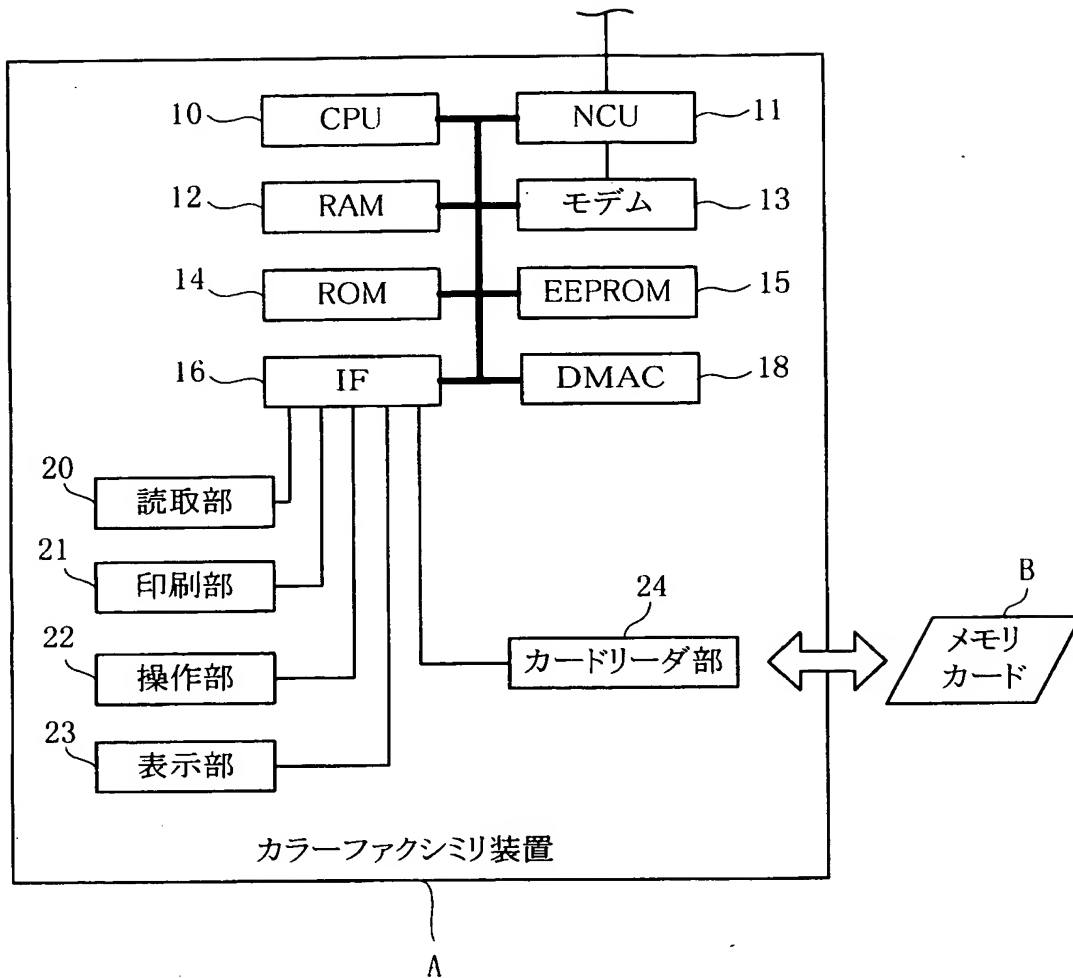 10
CPU
NCU
11
12
RAM
モデム
13
14
ROM
EEPROM
15
16
IF
DMAC
18
20
読取部
21
印刷部
22
操作部
23
表示部
24
カードリーダ部
B
メモリ
カード
カラーファクシミリ装置
A